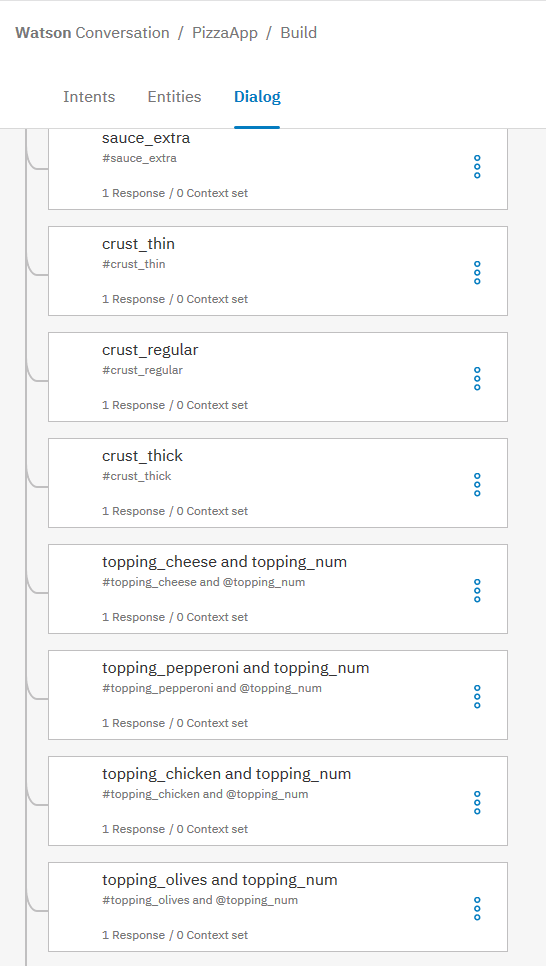 Watson Conversation / PizzaApp / Build
Intents Entities Dialog
sauce_extra
#sauce_extra
1 Response / 0 Context set
crust_thin
#crust_thin
1 Response / 0 Context set
crust_regular
#crust_regular
1 Response / 0 Context set
crust_thick
#crust_thick
1 Response / 0 Context set
topping_cheese and topping_num
#topping_cheese and @topping_num
1 Response / 0 Context set
topping_pepperoni and topping_num
#topping_pepperoni and @topping_num
1 Response / 0 Context set
topping_chicken and topping_num
#topping_chicken and @topping_num
1 Response / 0 Context set
topping_olives and topping_num
#topping_olives and @topping_num
1 Response / 0 Context set